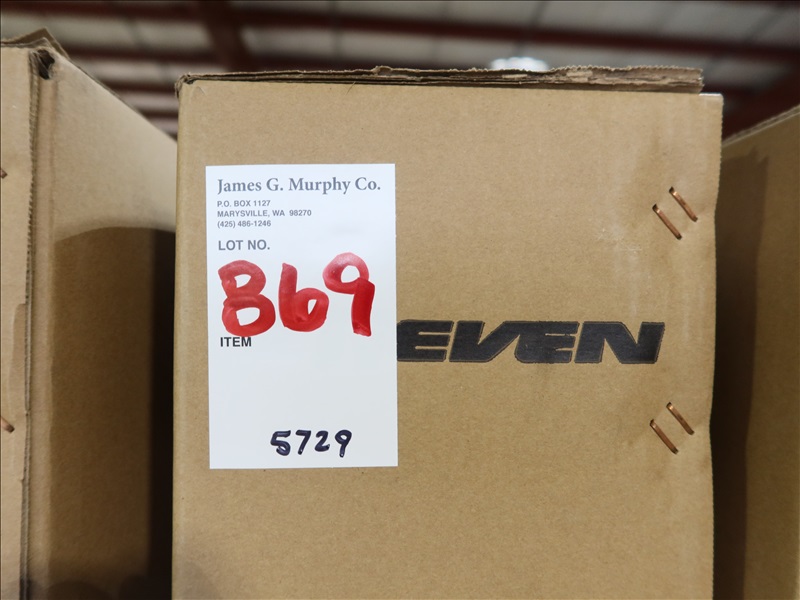 James G. Murphy Co.
P.O. BOX 1127
MARYSVILLE, WA 98270
(425) 486-1246
LOT NO.
869
ITEM
EVEN
5729